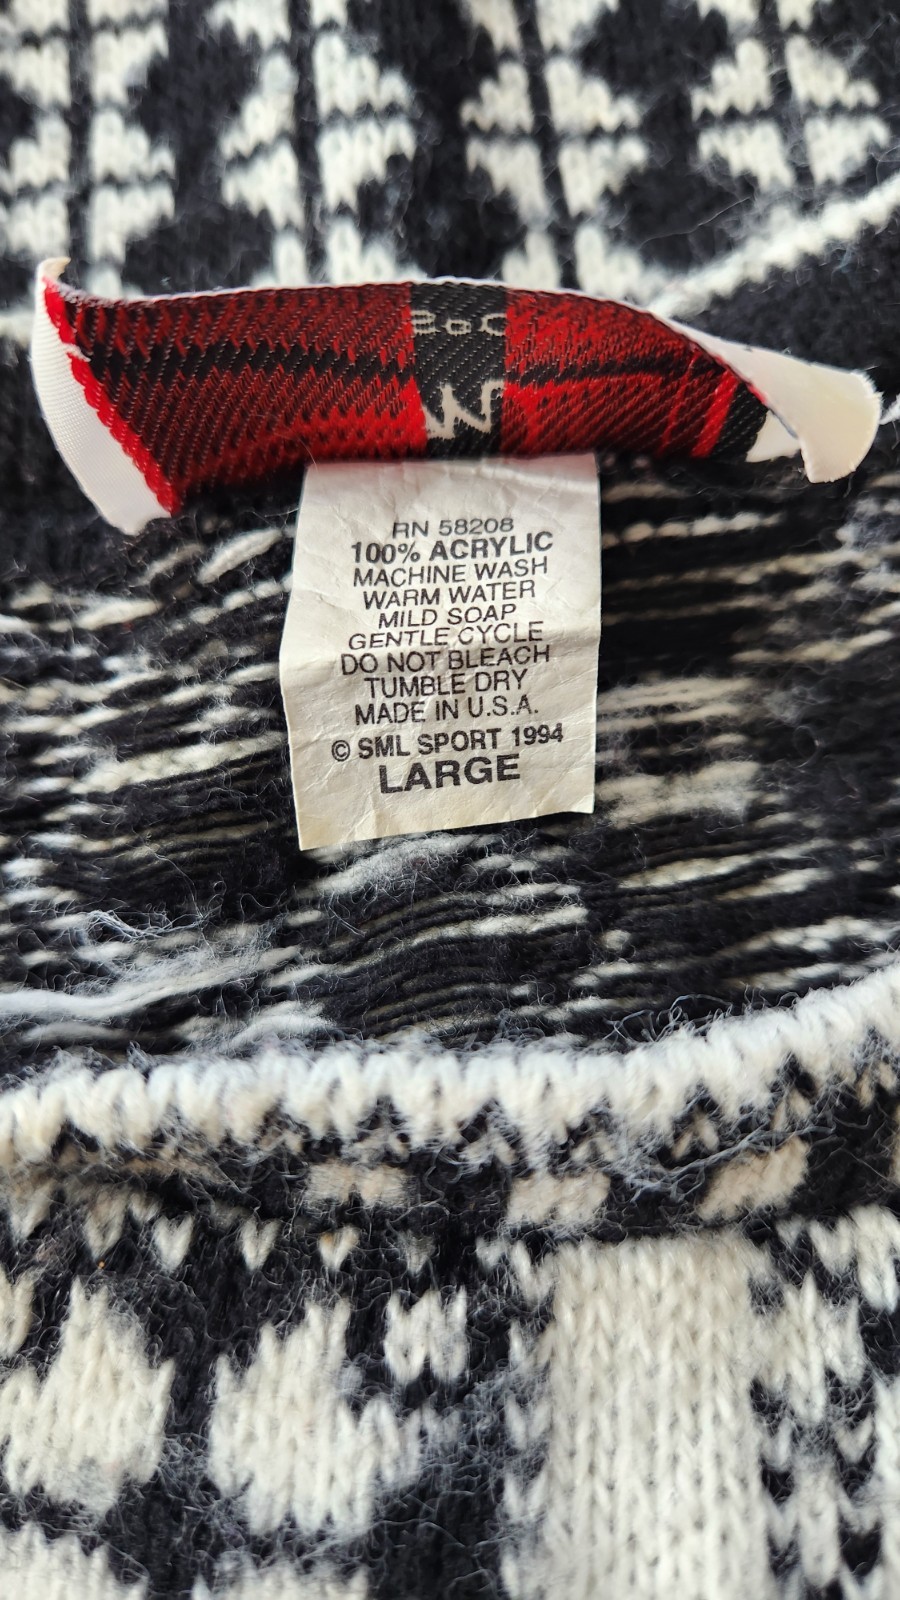 RN 58208
100% ACRYLIC
MACHINE WASH
WARM WATER
MILD SOAP
GENTLE CYCLE
DO NOT BLEACH
TUMBLE DRY
MADE IN U.S.A.
© SML SPORT 1994
LARGE